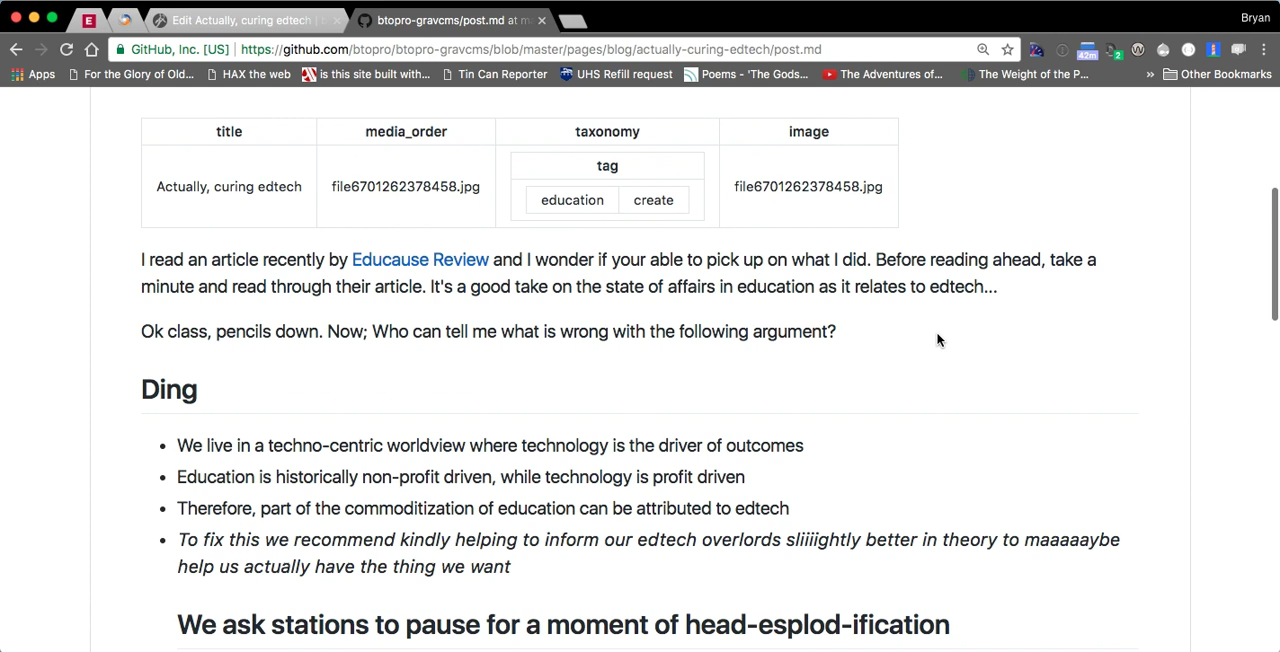 E
Edit Actually, curing edtech | b
btopro-gravcms/post.md at m
Bryan
GitHub, Inc. [US] | https://github.com/btopro/btopro-gravcms/blob/master/pages/blog/actually-curing-edtech/post.md
42m
2
Apps For the Glory of Old... HAX the web is this site built with... Tin Can Reporter UHS Refill request Poems - 'The Gods... The Adventures of... The Weight of the P... » Other Bookmarks
title media_order taxonomy image
tag
Actually, curing edtech file6701262378458.jpg education create file6701262378458.jpg
I read an article recently by Educause Review and I wonder if your able to pick up on what I did. Before reading ahead, take a
minute and read through their article. It's a good take on the state of affairs in education as it relates to edtech...
Ok class, pencils down. Now; Who can tell me what is wrong with the following argument?
Ding
• We live in a techno-centric worldview where technology is the driver of outcomes
• Education is historically non-profit driven, while technology is profit driven
• Therefore, part of the commoditization of education can be attributed to edtech
• To fix this we recommend kindly helping to inform our edtech overlords sliiiightly better in theory to maaaaaybe
help us actually have the thing we want
We ask stations to pause for a moment of head-esplod-ification